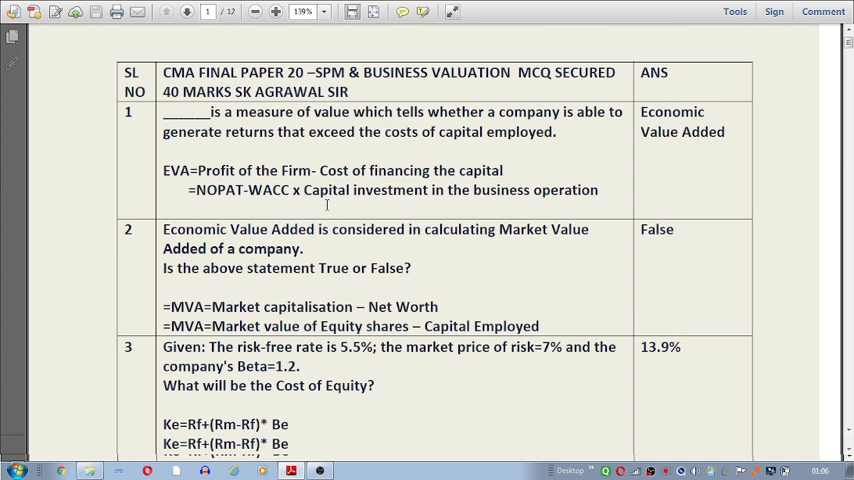 1 / 12
139%
Tools
Sign
Comment
SL NO
CMA FINAL PAPER 20 –SPM & BUSINESS VALUATION MCQ SECURED
40 MARKS SK AGRAWAL SIR
ANS
1
______is a measure of value which tells whether a company is able to
generate returns that exceed the costs of capital employed.
EVA=Profit of the Firm- Cost of financing the capital
=NOPAT-WACC x Capital investment in the business operation
Economic
Value Added
2
Economic Value Added is considered in calculating Market Value
Added of a company.
Is the above statement True or False?
=MVA=Market capitalisation – Net Worth
=MVA=Market value of Equity shares – Capital Employed
False
3
Given: The risk-free rate is 5.5%; the market price of risk=7% and the
company's Beta=1.2.
What will be the Cost of Equity?
Ke=Rf+(Rm-Rf)* Be
Ke=Rf+(Rm-Rf)* Be
13.9%
Desktop
01:06